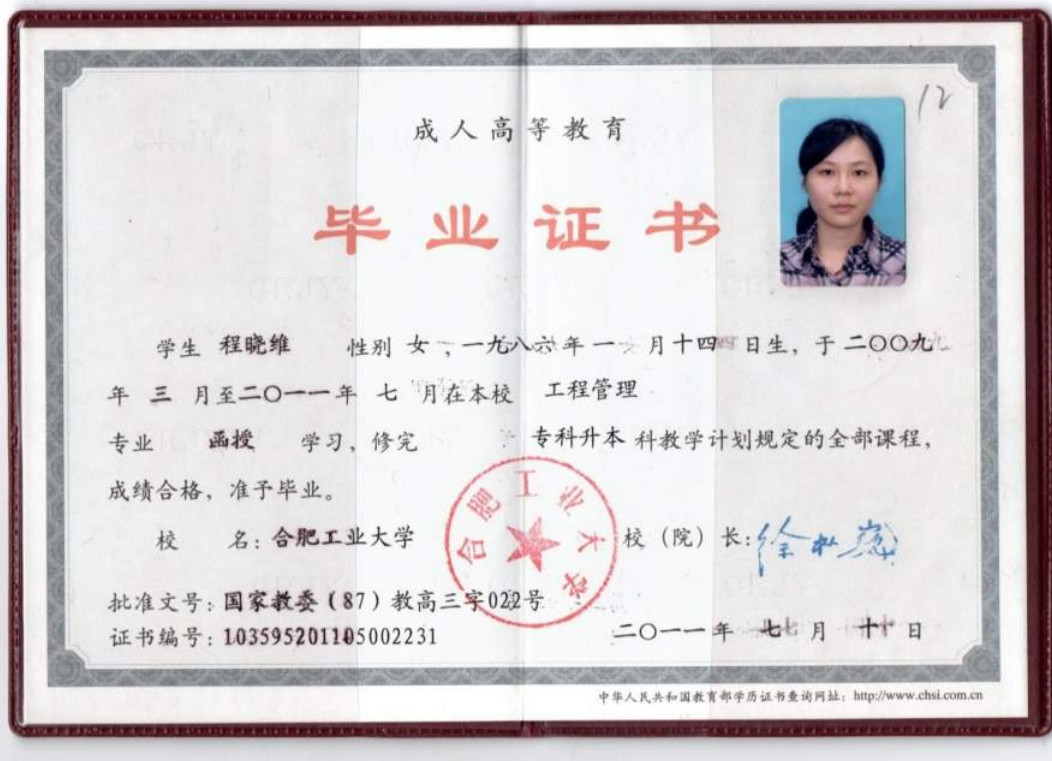 12
成人高等教育
毕业证书
学生 程晓维 性别 女，一九八六年 一 月十四日生，于二〇〇九
年 三 月至二〇一一年 七 月在本校 工程管理
专业 函授 学习，修完 专科升本 科教学计划规定的全部课程，
成绩合格，准予毕业。
校 名：合肥工业大学
合肥工业大学
校（院）长：
批准文号：国家教委（87）教高三字022号
证书编号：103595201105002231
二〇一一年 七 月 十 日
中华人民共和国教育部学历证书查询网址：http://www.chsi.com.cn